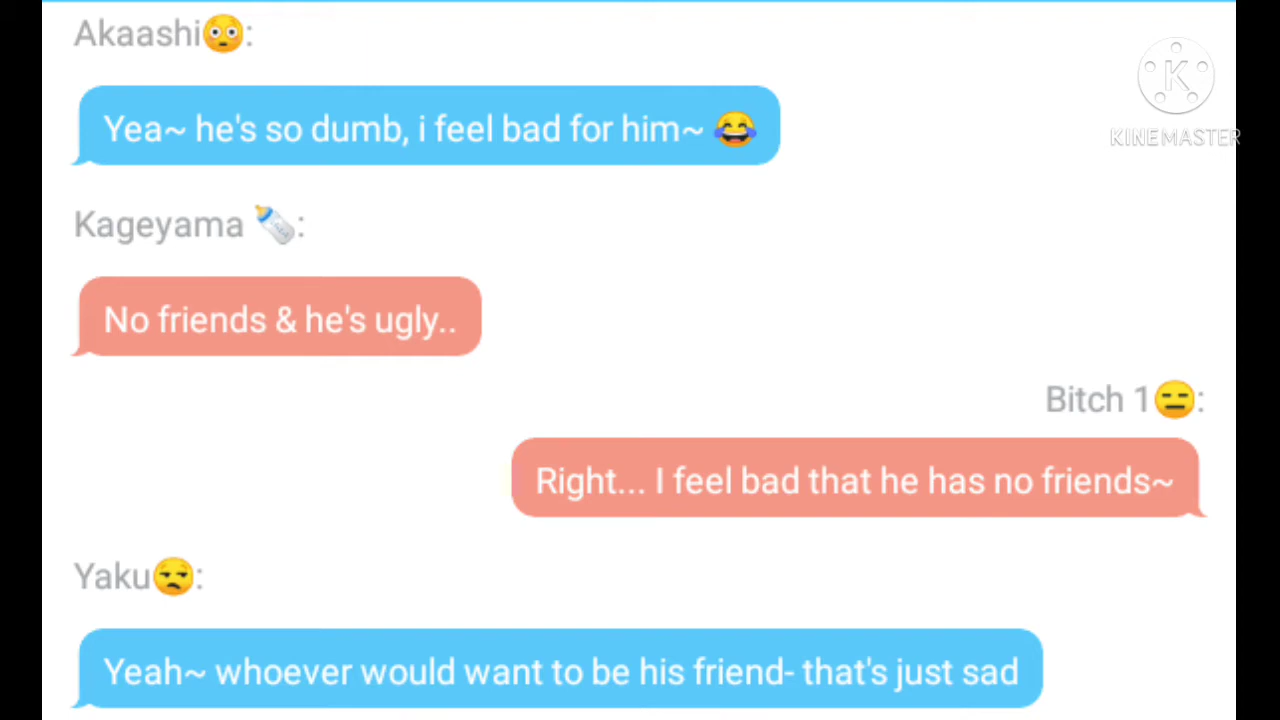 Akaashi😳:
K
KINEMASTER
Yea~ he's so dumb, i feel bad for him~ 😂
Kageyama 🍼:
No friends & he's ugly..
Bitch 1😑:
Right... I feel bad that he has no friends~
Yaku😒:
Yeah~ whoever would want to be his friend- that's just sad